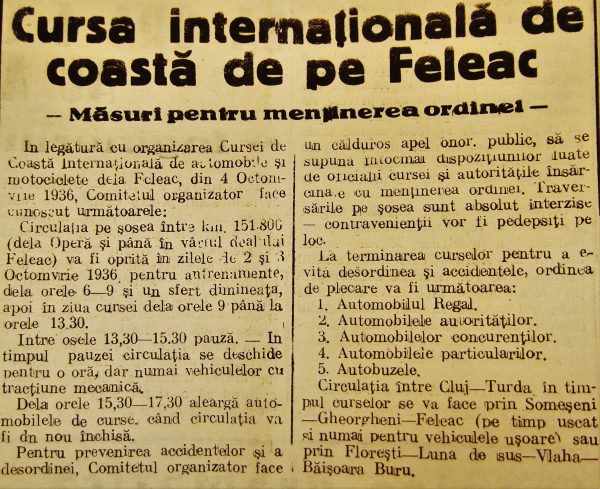 Cursa internațională de
coastă de pe Feleac
— Măsuri pentru menținerea ordinei —
In legătură cu organizarea Cursei de
Coastă Internațională de automobile și
motociclete dela Feleac, din 4 Octom-
vrie 1936, Comitetul organizator face
cunoscut următoarele:
Circulația pe șosea între km. 151.800
(dela Operă și până în vârful dealului
Feleac) va fi oprită în zilele de 2 și 3
Octomvrie 1936 pentru antrenamente,
dela orele 6—9 și un sfert dimineața,
apoi în ziua cursei dela orele 9 până la
orele 13.30.
Intre osele 13,30—15.30 pauză. — In
timpul pauzei circulația se deschide
pentru o oră, dar numai vehiculelor cu
tracțiune mecanică.
Dela orele 15,30—17,30 aleargă auto-
mobilele de curse, când circulația va
fi dn nou închisă.
Pentru prevenirea accidentelor și a
desordinei, Comitetul organizator face
un călduros apel onor. public, să se
supună întocmai dispozițiunilor luate
de oficialii cursei și autoritățile însăr-
cinate cu menținerea ordinei. Traver-
sările pe șosea sunt absolut interzise
— contravenienții vor fi pedepsiți pe
loc.
La terminarea curselor pentru a e-
vita desordinea și accidentele, ordinea
de plecare va fi următoarea:
1. Automobilul Regal.
2. Automobilele autorităților.
3. Automobilele concurenților.
4. Automobilele particularilor.
5. Autobuzele.
Circulația între Cluj—Turda în tim-
pul curselor se va face prin Someșeni
—Gheorgheni—Feleac (pe timp uscat
și numai pentru vehiculele ușoare) sau
prin Florești—Luna de sus—Vlaha—
Băișoara Buru.